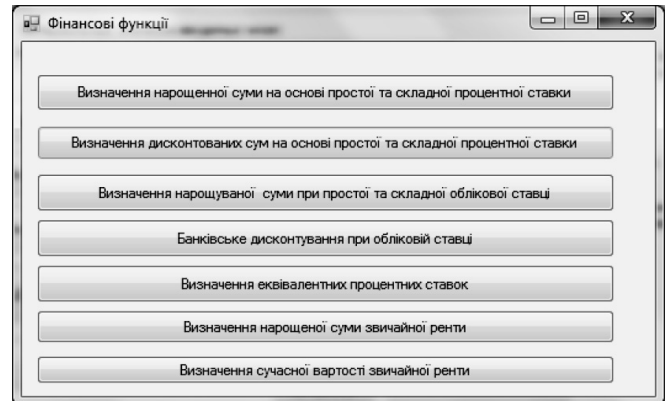 Фінансові функції
Визначення нарощенної суми на основі простої та складної процентної ставки
Визначення дисконтованих сум на основі простої та складної процентної ставки
Визначення нарощуваної суми при простої та складної облікової ставці
Банківське дисконтування при обліковій ставці
Визначення еквівалентних процентних ставок
Визначення нарощеної суми звичайної ренти
Визначення сучасної вартості звичайної ренти